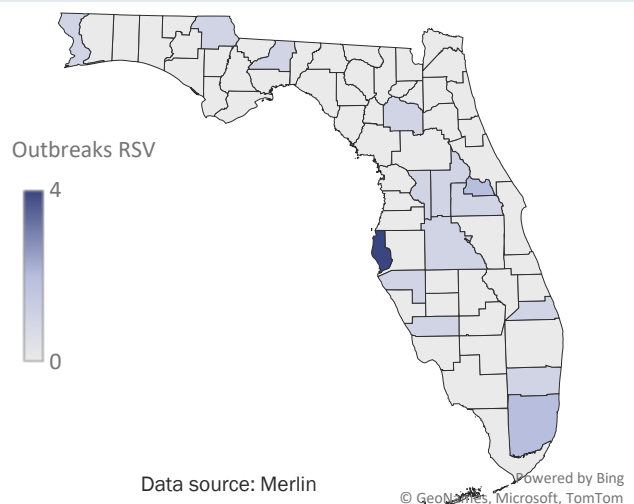 Outbreaks RSV
4
0
Data source: Merlin
Powered by Bing
© GeoNames, Microsoft, TomTom